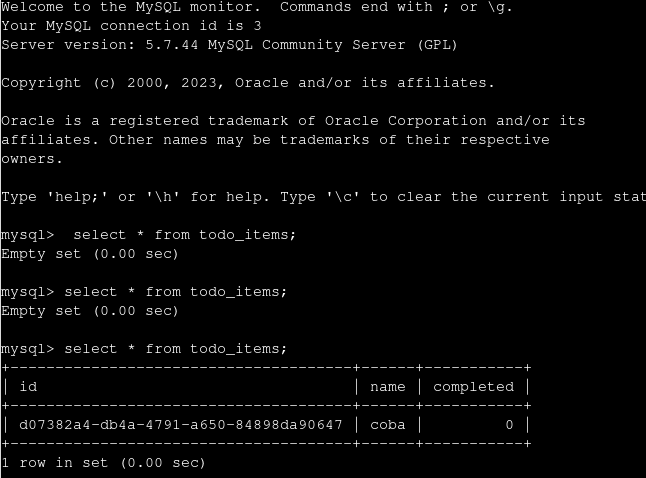 Welcome to the MySQL monitor.  Commands end with ; or \g.
Your MySQL connection id is 3
Server version: 5.7.44 MySQL Community Server (GPL)

Copyright (c) 2000, 2023, Oracle and/or its affiliates.

Oracle is a registered trademark of Oracle Corporation and/or its
affiliates. Other names may be trademarks of their respective
owners.

Type 'help;' or '\h' for help. Type '\c' to clear the current input stat

mysql>  select * from todo_items;
Empty set (0.00 sec)

mysql> select * from todo_items;
Empty set (0.00 sec)

mysql> select * from todo_items;
+--------------------------------------+------+-----------+
| id                                   | name | completed |
+--------------------------------------+------+-----------+
| d07382a4-db4a-4791-a650-84898da90647 | coba |         0 |
+--------------------------------------+------+-----------+
1 row in set (0.00 sec)